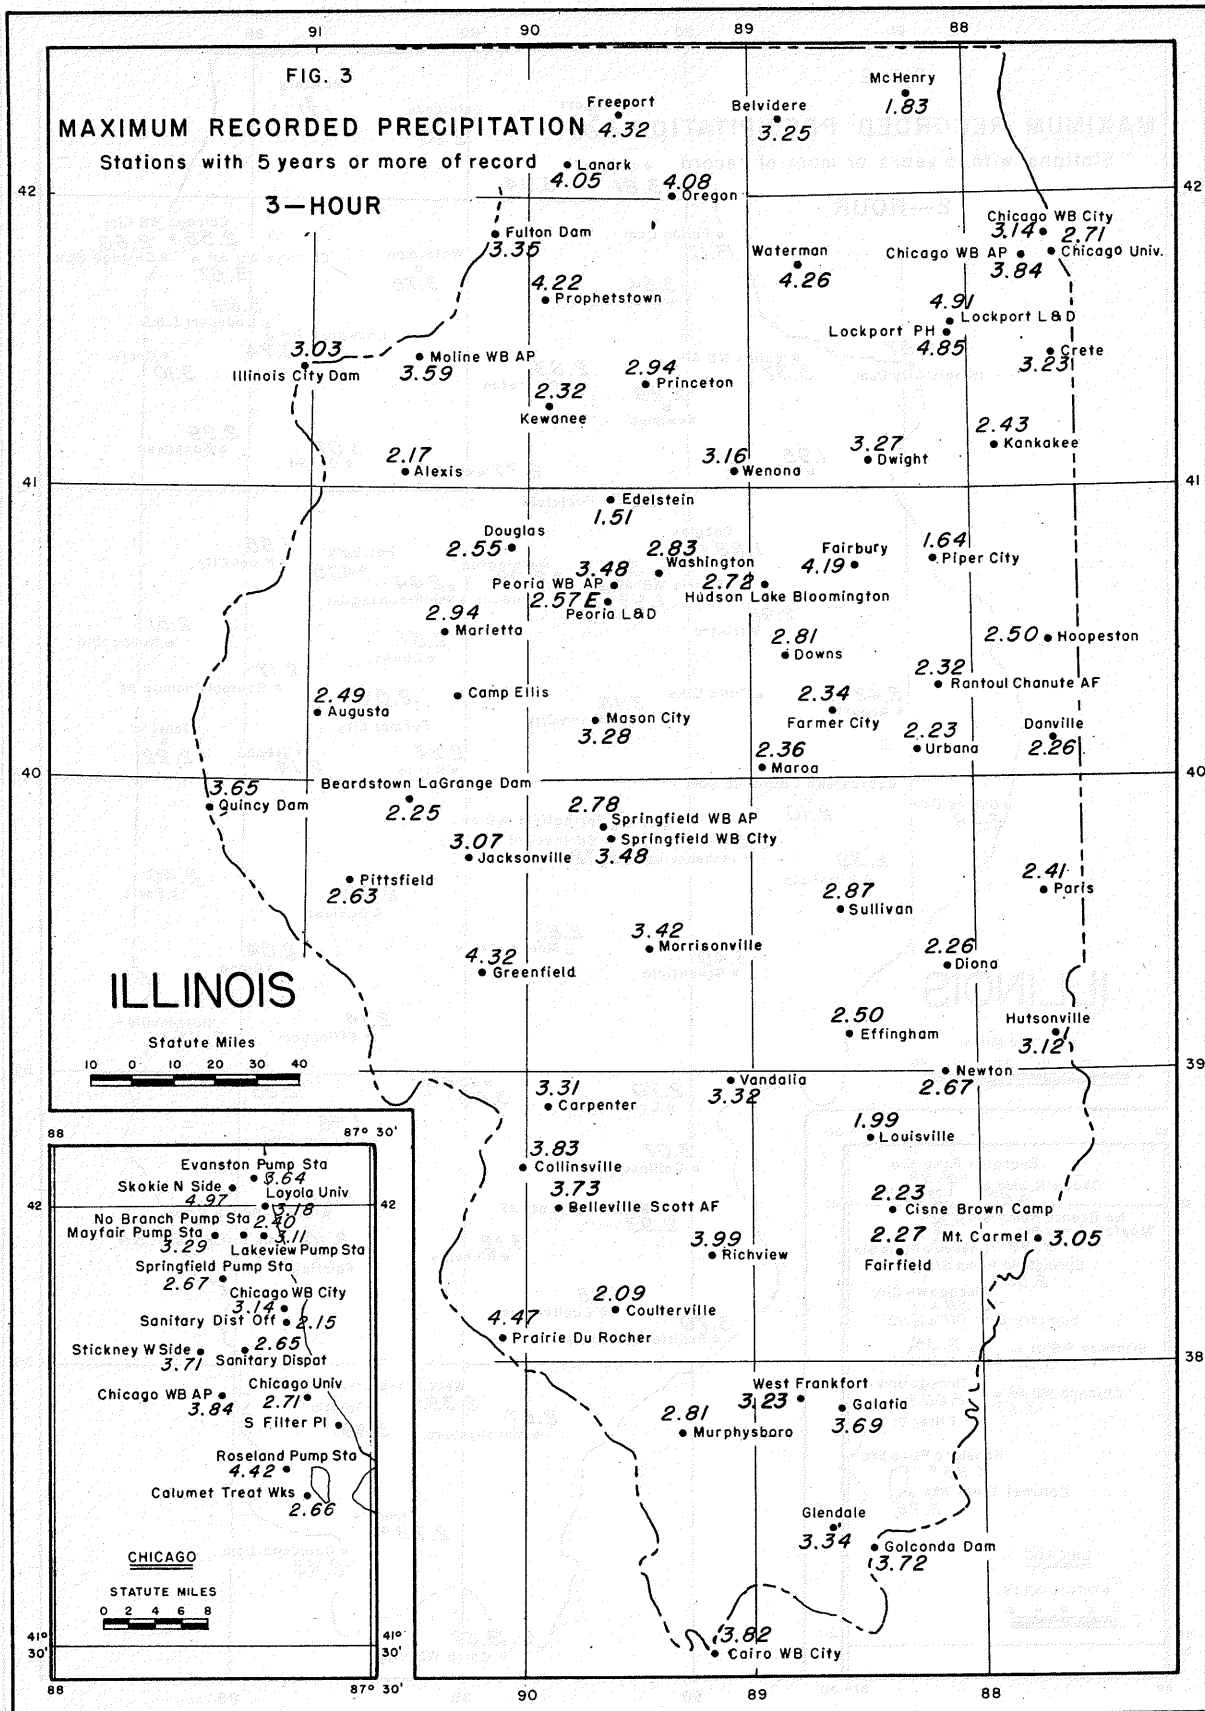 91 90 89 88
FIG. 3
MAXIMUM RECORDED PRECIPITATION
Stations with 5 years or more of record
3-HOUR
McHenry
1.83
Freeport
4.32
Belvidere
3.25
Lanark
4.05
4.08
Oregon
42 42
Chicago WB City
3.14
2.71
Chicago Univ.
Chicago WB AP
3.84
Fulton Dam
3.35
Waterman
4.26
4.22
Prophetstown
4.91
Lockport L&D
Lockport PH
4.85
Crete
3.23
3.03
Illinois City Dam
Moline WB AP
3.59
2.94
Princeton
2.32
Kewanee
2.43
Kankakee
2.17
Alexis
3.16
Wenona
3.27
Dwight
41 41
Edelstein
1.51
Douglas
2.55
2.83
Washington
3.48
Peoria WB AP
2.57 E
Peoria L&D
2.72
Hudson Lake Bloomington
Fairbury
4.19
1.64
Piper City
2.94
Marietta
2.81
Downs
2.50
Hoopeston
2.32
Rantoul Chanute AF
2.49
Augusta
Camp Ellis
Mason City
3.28
2.34
Farmer City
2.23
Urbana
Danville
2.26
2.36
Maroa
40 40
3.65
Quincy Dam
Beardstown LaGrange Dam
2.25
2.78
Springfield WB AP
Springfield WB City
3.48
3.07
Jacksonville
Pittsfield
2.63
2.87
Sullivan
2.41
Paris
3.42
Morrisonville
4.32
Greenfield
2.26
Diona
ILLINOIS
Statute Miles
10 0 10 20 30 40
2.50
Effingham
Hutsonville
3.12
39
Newton
2.67
Vandalia
3.32
3.31
Carpenter
1.99
Louisville
3.83
Collinsville
3.73
Belleville Scott AF
2.23
Cisne Brown Camp
3.99
Richview
2.27
Fairfield
Mt. Carmel
3.05
2.09
Coulterville
4.47
Prairie Du Rocher
38
West Frankfort
3.23
Galatia
3.69
2.81
Murphysboro
Glendale
3.34
Golconda Dam
3.72
3.82
Cairo WB City
90 89 88
88 87° 30'
Evanston Pump Sta
3.64
Skokie N Side
4.97
Loyola Univ
3.18
42 42
No Branch Pump Sta
2.40
Mayfair Pump Sta
3.29
3.11
Lakeview Pump Sta
Springfield Pump Sta
2.67
Chicago WB City
3.14
Sanitary Dist Off
2.15
Stickney W Side
3.71
2.65
Sanitary Dispat
Chicago WB AP
3.84
Chicago Univ
2.71
S Filter Pl
Roseland Pump Sta
4.42
Calumet Treat Wks
2.66
CHICAGO
STATUTE MILES
0 2 4 6 8
41° 30' 41° 30'
88 87° 30'